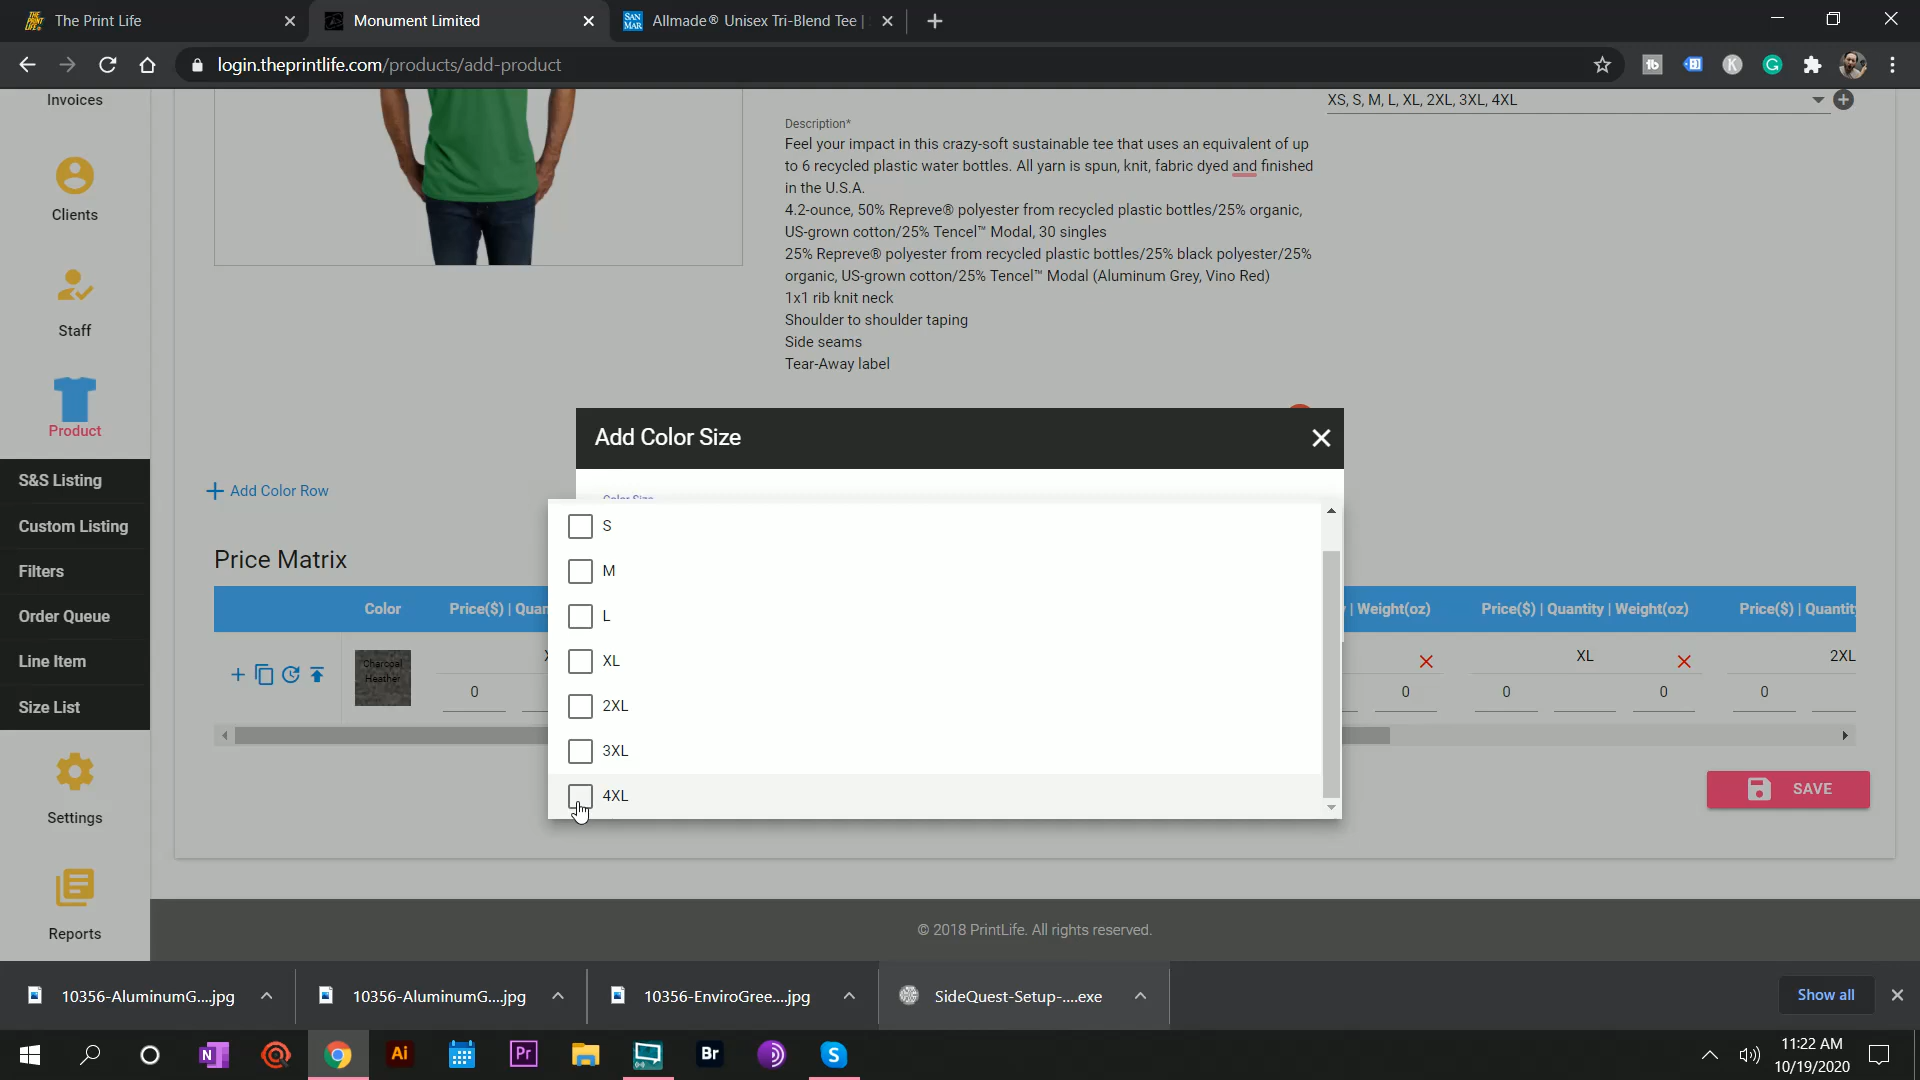 The Print Life
Monument Limited
Allmade® Unisex Tri-Blend Tee |
login.theprintlife.com/products/add-product
Invoices
Clients
Staff
Product
S&S Listing
Custom Listing
Filters
Order Queue
Line Item
Size List
Settings
Reports
XS, S, M, L, XL, 2XL, 3XL, 4XL
Description*
Feel your impact in this crazy-soft sustainable tee that uses an equivalent of up
to 6 recycled plastic water bottles. All yarn is spun, knit, fabric dyed and finished
in the U.S.A.
4.2-ounce, 50% Repreve® polyester from recycled plastic bottles/25% organic,
US-grown cotton/25% Tencel™ Modal, 30 singles
25% Repreve® polyester from recycled plastic bottles/25% black polyester/25%
organic, US-grown cotton/25% Tencel™ Modal (Aluminum Grey, Vino Red)
1x1 rib knit neck
Shoulder to shoulder taping
Side seams
Tear-Away label
Add Color Size
Color Size
S
M
L
XL
2XL
3XL
4XL
Add Color Row
Price Matrix
Color Price($) | Quan | Weight(oz) Price($) | Quantity | Weight(oz) Price($) | Quantity
Charcoal
Heather
XL 2XL
0 0 0 0 0
SAVE
© 2018 PrintLife. All rights reserved.
10356-AluminumG....jpg 10356-AluminumG....jpg 10356-EnviroGree....jpg SideQuest-Setup-....exe Show all
11:22 AM
10/19/2020